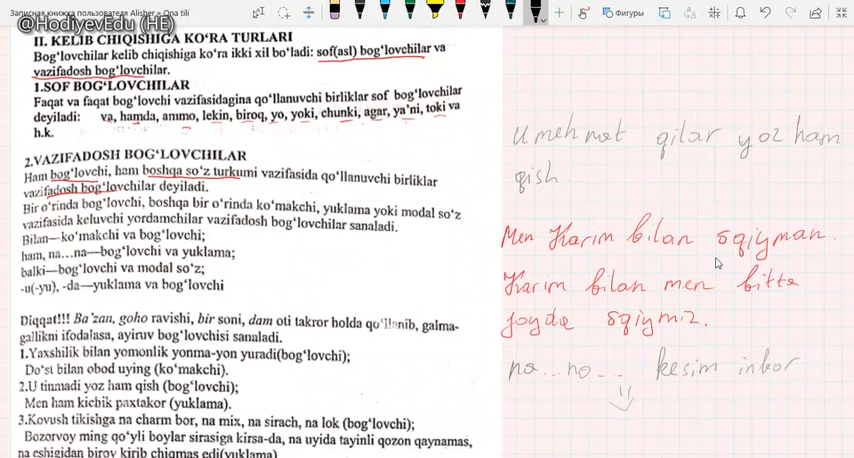 Записная книжка пользователя Alisher – Ona tili
@HodiyevEdu (HE)
Фигуры
II. KELIB CHIQISHIGA KO‘RA TURLARI
Bog‘lovchilar kelib chiqishiga ko‘ra ikki xil bo‘ladi: sof(asl) bog‘lovchilar va
vazifadosh bog‘lovchilar.
1.SOF BOG‘LOVCHILAR
Faqat va faqat bog‘lovchi vazifasidagina qo‘llanuvchi birliklar sof bog‘lovchilar
deyiladi: va, hamda, ammo, lekin, biroq, yo, yoki, chunki, agar, ya’ni, toki va
h.k.
2.VAZIFADOSH BOG‘LOVCHILAR
Ham bog‘lovchi, ham boshqa so‘z turkumi vazifasida qo‘llanuvchi birliklar
vazifadosh bog‘lovchilar deyiladi.
Bir o‘rinda bog‘lovchi, boshqa bir o‘rinda ko‘makchi, yuklama yoki modal so‘z
vazifasida keluvchi yordamchilar vazifadosh bog‘lovchilar sanaladi.
Bilan—ko‘makchi va bog‘lovchi;
ham, na...na—bog‘lovchi va yuklama;
balki—bog‘lovchi va modal so‘z;
-u(-yu), -da—yuklama va bog‘lovchi
Diqqat!!! Ba’zan, goho ravishi, bir soni, dam oti takror holda qo‘llanib, galma-
gallikni ifodalasa, ayiruv bog‘lovchisi sanaladi.
1.Yaxshilik bilan yomonlik yonma-yon yuradi(bog‘lovchi);
Do‘st bilan obod uying (ko‘makchi).
2.U tinmadi yoz ham qish (bog‘lovchi);
Men ham kichik paxtakor (yuklama).
3.Kovush tikishga na charm bor, na mix, na sirach, na lok (bog‘lovchi);
Bozorvoy ming qo‘yli boylar sirasiga kirsa-da, na uyida tayinli qozon qaynamas,
na eshigidan birov kirib chiqmas edi(yuklama)
U mehnat qilar yoz ham
qish.
Men Karim bilan o‘qiyman.
Karim bilan men bitta
joyda o‘qiymiz.
na.. na.. kesim inkor